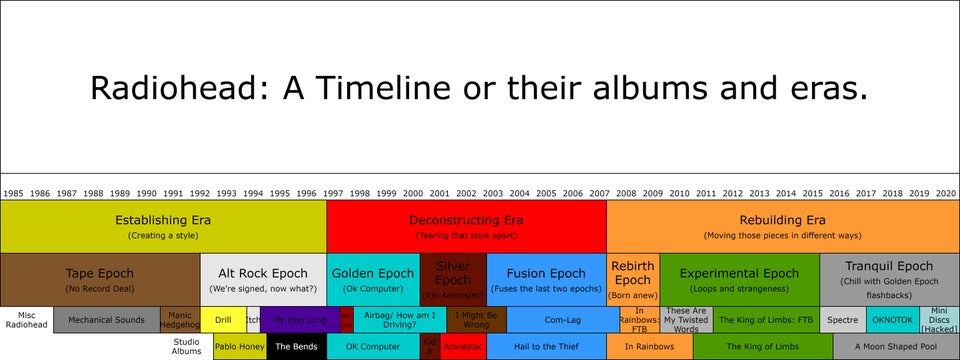 Radiohead: A Timeline or their albums and eras.
1985 1986 1987 1988 1989 1990 1991 1992 1993 1994 1995 1996 1997 1998 1999 2000 2001 2002 2003 2004 2005 2006 2007 2008 2009 2010 2011 2012 2013 2014 2015 2016 2017 2018 2019 2020
Establishing Era
(Creating a style)
Deconstructing Era
(Tearing that style apart)
Rebuilding Era
(Moving those pieces in different ways)
Tape Epoch
(No Record Deal)
Alt Rock Epoch
(We're signed, now what?)
Golden Epoch
(Ok Computer)
Silver
Epoch
(Kid Amnesiac)
Fusion Epoch
(Fuses the last two epochs)
Rebirth
Epoch
(Born anew)
Experimental Epoch
(Loops and strangeness)
Tranquil Epoch
(Chill with Golden Epoch
flashbacks)
Misc
Radiohead
Mechanical Sounds
Manic
Hedgehog
Drill
Itch
My Iron Lung
Airbag/ How am I
Driving?
I Might Be
Wrong
Com-Lag
In
Rainbows:
FTB
These Are
My Twisted
Words
The King of Limbs: FTB
Spectre
OKNOTOK
Mini
Discs
[Hacked]
Studio
Albums
Pablo Honey
The Bends
OK Computer
Kid
A
Amnesiac
Hail to the Thief
In Rainbows
The King of Limbs
A Moon Shaped Pool